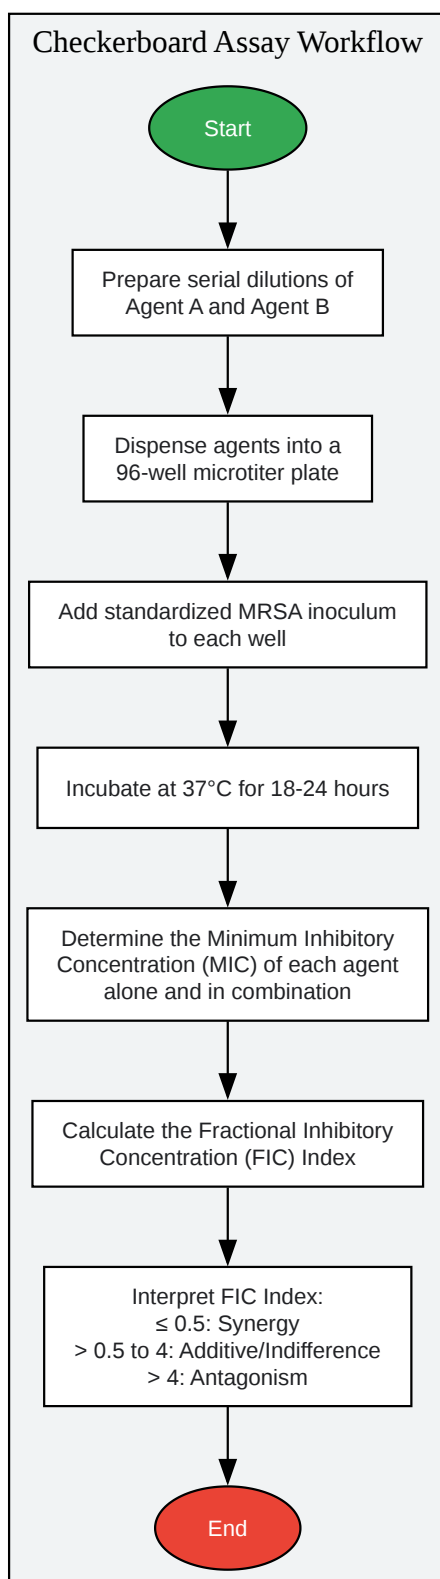 Checkerboard Assay Workflow
Start
Prepare serial dilutions of
Agent A and Agent B
Dispense agents into a
96-well microtiter plate
Add standardized MRSA inoculum
to each well
Incubate at 37°C for 18-24 hours
Determine the Minimum Inhibitory
Concentration (MIC) of each agent
alone and in combination
Calculate the Fractional Inhibitory
Concentration (FIC) Index
Interpret FIC Index:
≤ 0.5: Synergy
> 0.5 to 4: Additive/Indifference
> 4: Antagonism
End